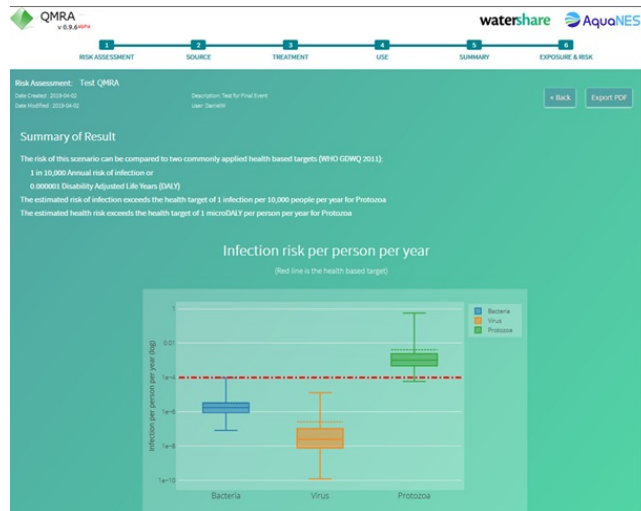 QMRA
v 0.9.6alpha
watershare
AquaNES
1 2 3 4 5 6
RISK ASSESSMENT SOURCE TREATMENT USE SUMMARY EXPOSURE & RISK
Risk Assessment: Test QMRA
Date Created : 2019-04-02 Description: Test for Final Event
Date Modified : 2019-04-02 User: DanielW
« Back Export PDF
Summary of Result
The risk of this scenario can be compared to two commonly applied health based targets (WHO GDWQ 2011):
1 in 10,000 Annual risk of infection or
0.000001 Disability Adjusted Life Years (DALY)
The estimated risk of infection exceeds the health target of 1 infection per 10,000 people per year for Protozoa
The estimated health risk exceeds the health target of 1 microDALY per person per year for Protozoa
Infection risk per person per year
(Red line is the health based target)
Infection per person per year (log)
1
0.01
1e-4
1e-6
1e-8
1e-10
Bacteria Virus Protozoa
Bacteria
Virus
Protozoa